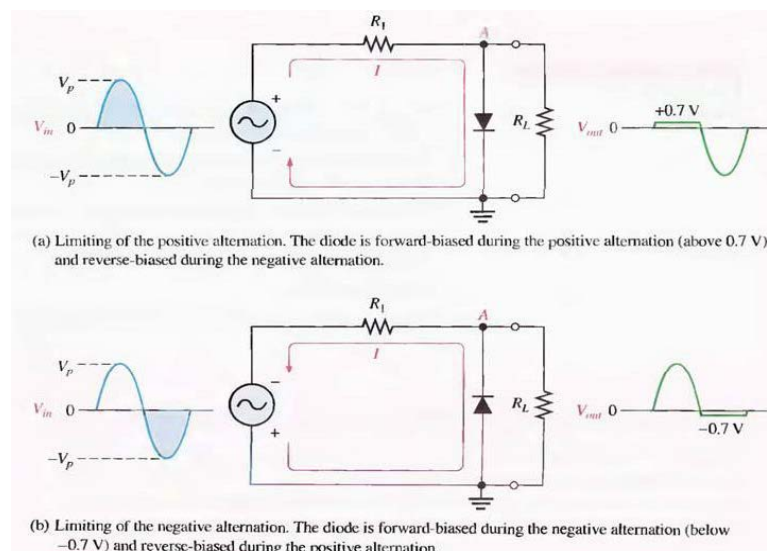 R1
A
Vp
I
+0.7 V
Vin 0
+
RL
Vout 0
−
−Vp
(a) Limiting of the positive alternation. The diode is forward-biased during the positive alternation (above 0.7 V)
and reverse-biased during the negative alternation.
R1
A
Vp
I
−
Vin 0
RL
Vout 0
+
−0.7 V
−Vp
(b) Limiting of the negative alternation. The diode is forward-biased during the negative alternation (below
−0.7 V) and reverse-biased during the positive alternation.